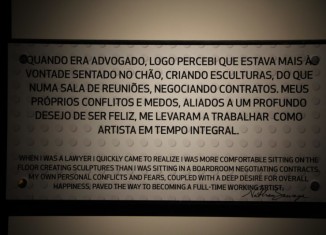 QUANDO ERA ADVOGADO, LOGO PERCEBI QUE ESTAVA MAIS À
VONTADE SENTADO NO CHÃO, CRIANDO ESCULTURAS, DO QUE
NUMA SALA DE REUNIÕES, NEGOCIANDO CONTRATOS. MEUS
PRÓPRIOS CONFLITOS E MEDOS, ALIADOS A UM PROFUNDO
DESEJO DE SER FELIZ, ME LEVARAM A TRABALHAR COMO
ARTISTA EM TEMPO INTEGRAL.
WHEN I WAS A LAWYER I QUICKLY CAME TO REALIZE I WAS MORE COMFORTABLE SITTING ON THE
FLOOR CREATING SCULPTURES THAN I WAS SITTING IN A BOARDROOM NEGOTIATING CONTRACTS.
MY OWN PERSONAL CONFLICTS AND FEARS, COUPLED WITH A DEEP DESIRE FOR OVERALL
HAPPINESS, PAVED THE WAY TO BECOMING A FULL-TIME WORKING ARTIST.